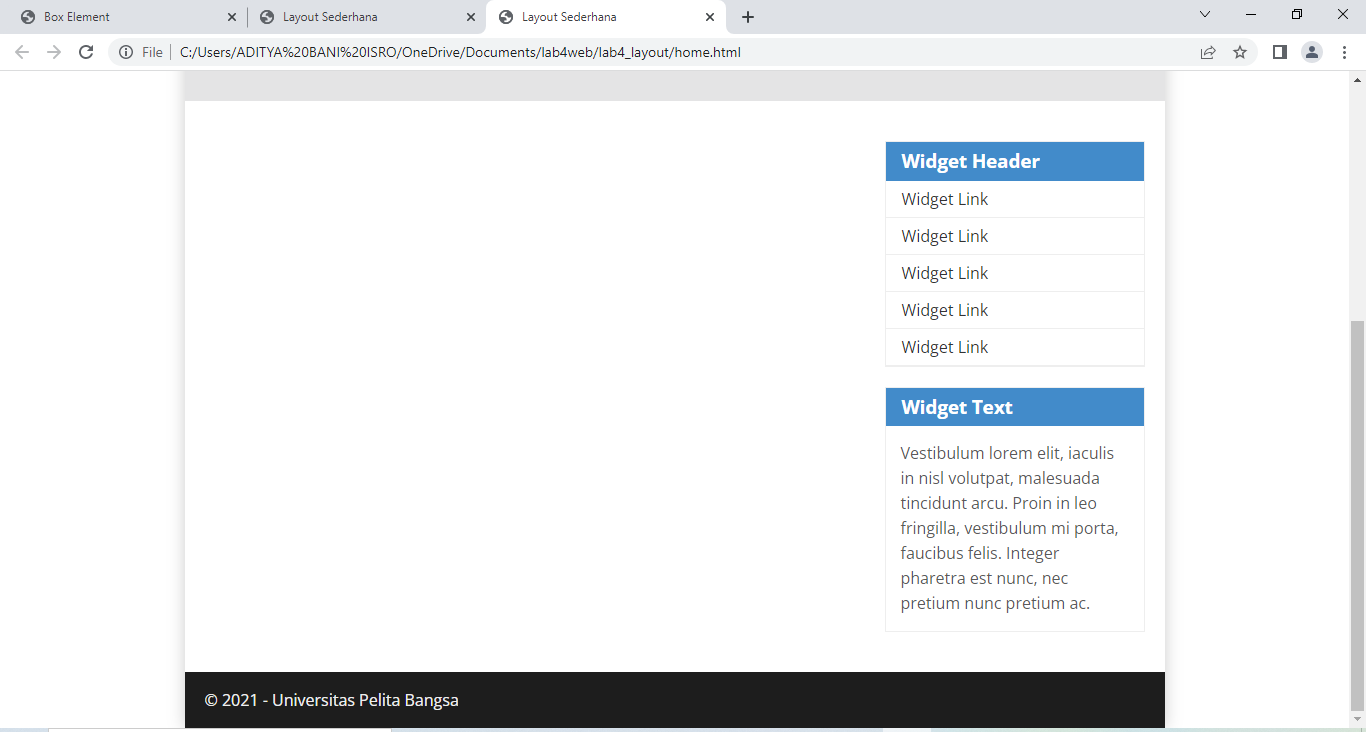 Box Element
Layout Sederhana
Layout Sederhana
File
C:/Users/ADITYA%20BANI%20ISRO/OneDrive/Documents/lab4web/lab4_layout/home.html
Widget Header
Widget Link
Widget Link
Widget Link
Widget Link
Widget Link
Widget Text
Vestibulum lorem elit, iaculis
in nisl volutpat, malesuada
tincidunt arcu. Proin in leo
fringilla, vestibulum mi porta,
faucibus felis. Integer
pharetra est nunc, nec
pretium nunc pretium ac.
© 2021 - Universitas Pelita Bangsa